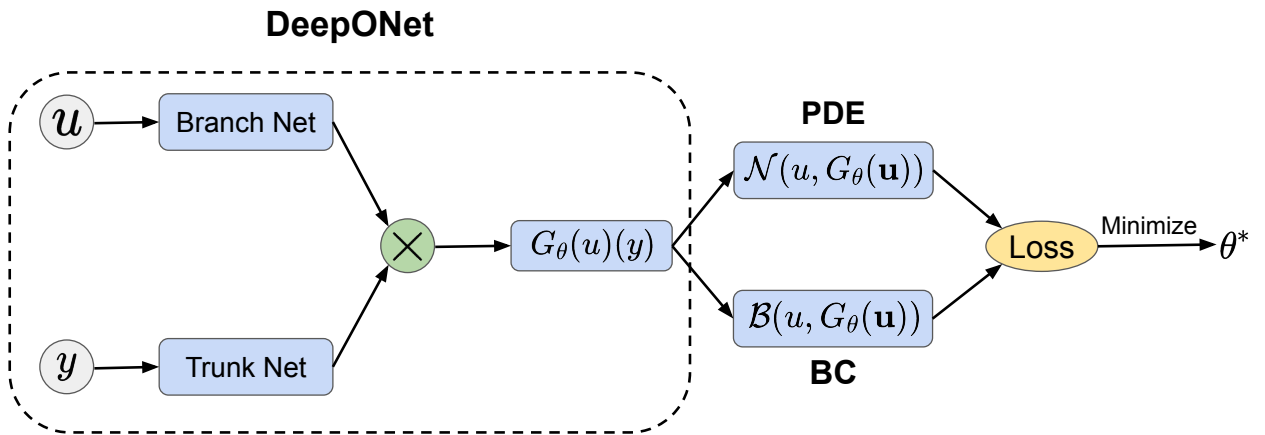 DeepONet
u
Branch Net
PDE
𝒩(u, G_θ(𝐮))
×
G_θ(u)(y)
Loss
Minimize
θ*
ℬ(u, G_θ(𝐮))
BC
y
Trunk Net